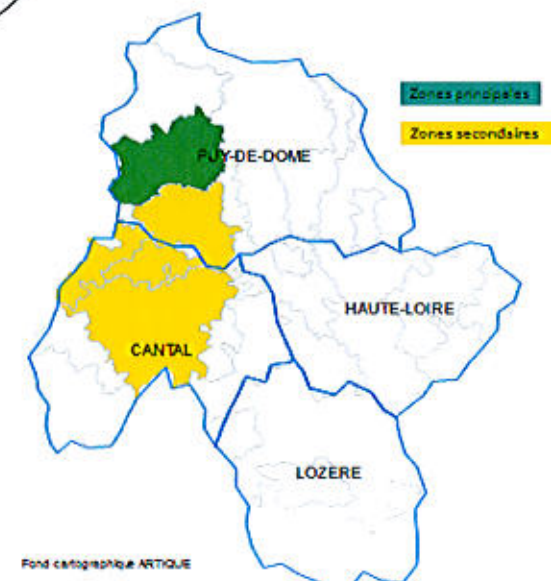 Zones principales
Zones secondaires
PUY-DE-DOME
HAUTE-LOIRE
CANTAL
LOZERE
Fond cartographique ARTIQUE